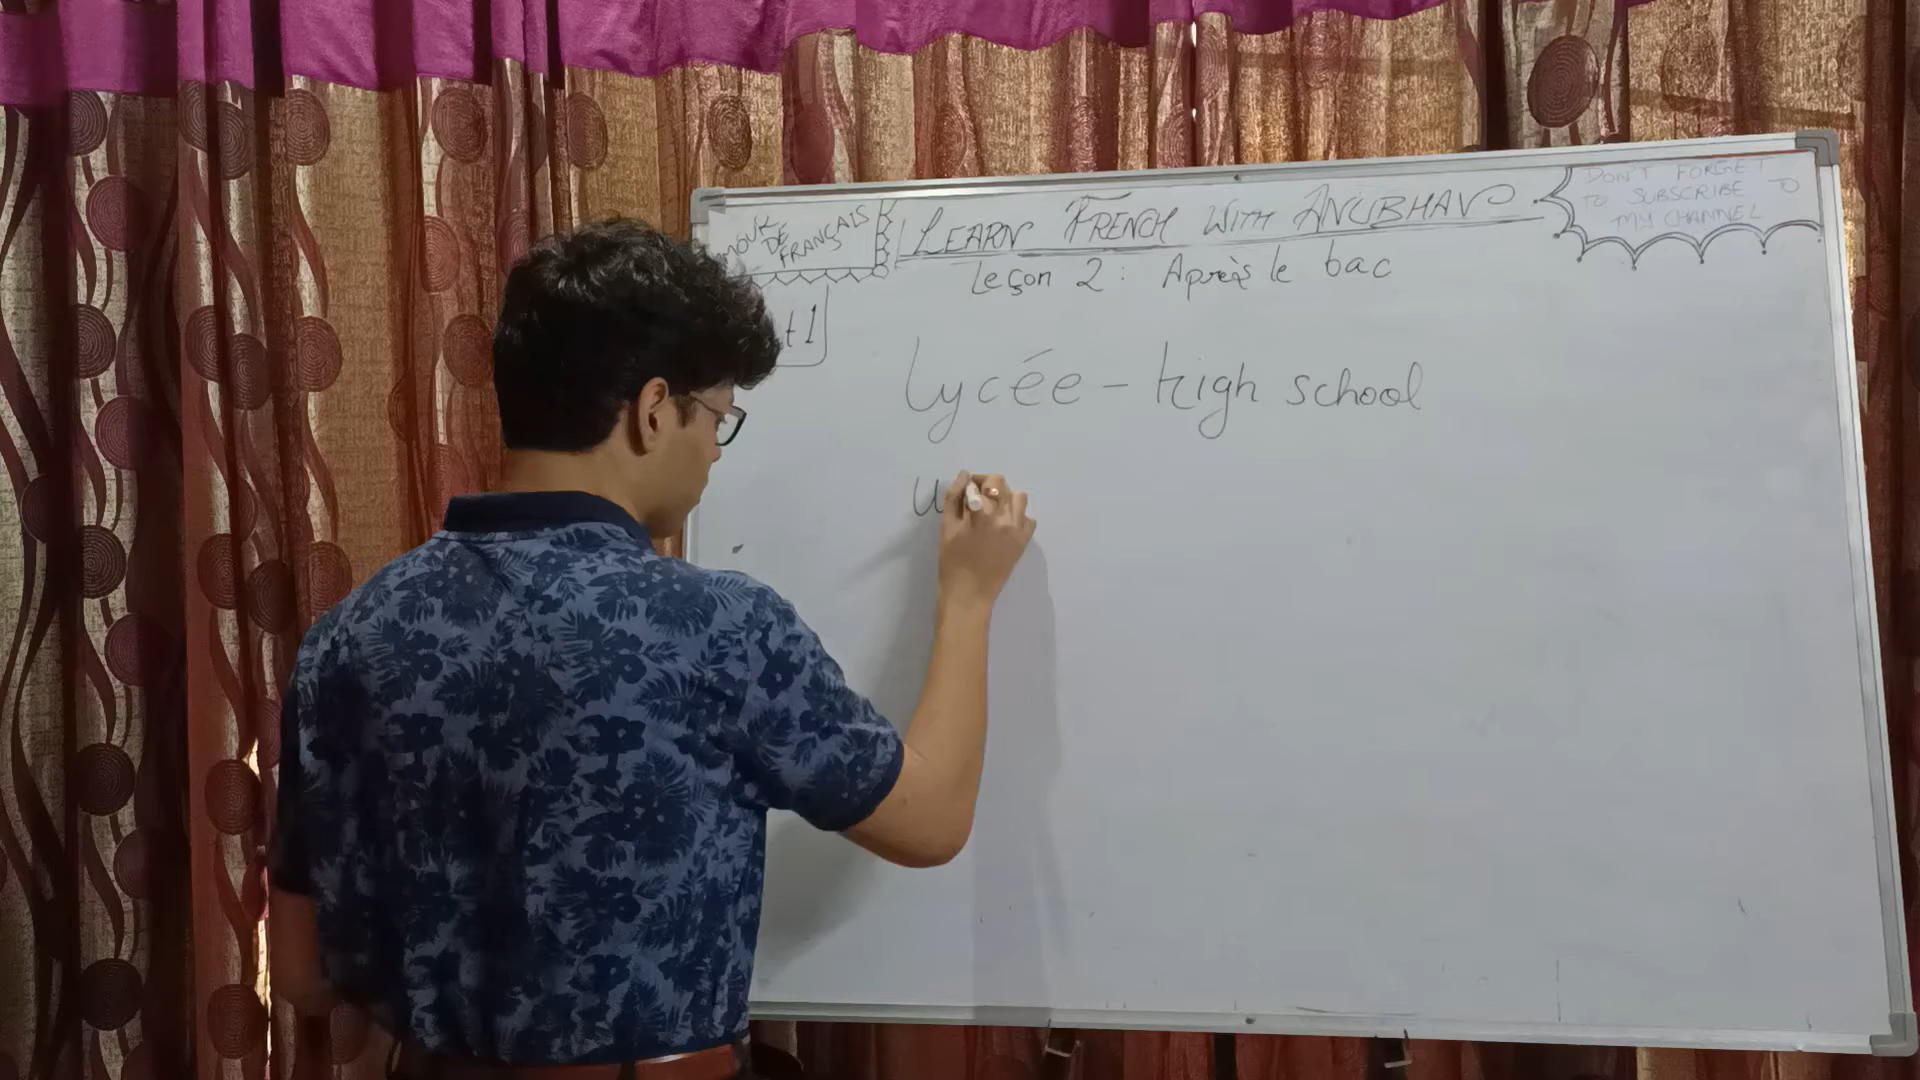 DE
FRANÇAIS
LEARN FRENCH WITH ANUBHAV
DON'T FORGET
TO SUBSCRIBE TO
MY CHANNEL
Leçon 2 : Après le bac
Lycée - High school